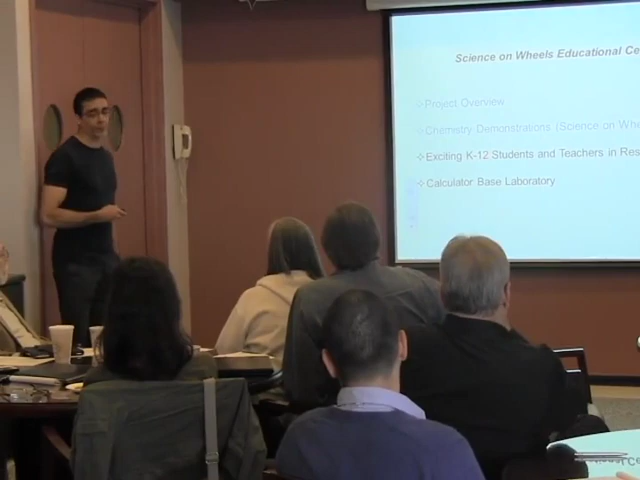 Science on Wheels Educational Ce
❖Project Overview
❖Chemistry Demonstrations (Science on Whe
❖Exciting K-12 Students and Teachers in Res
❖Calculator Base Laboratory